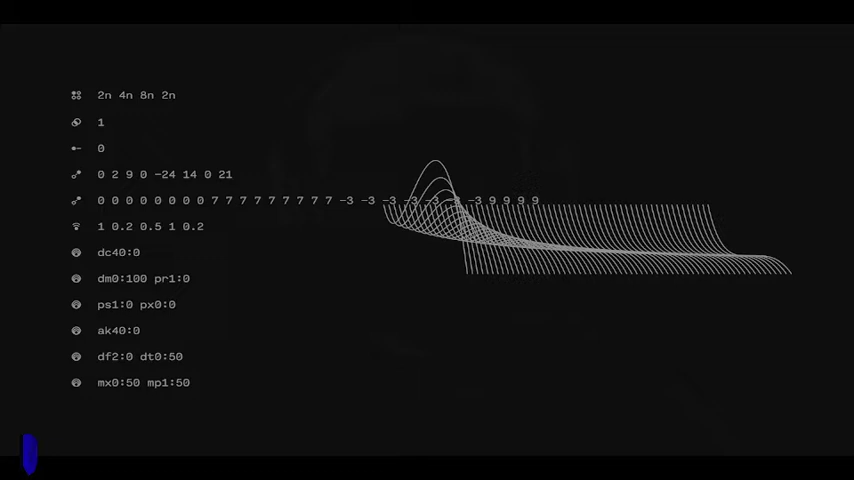 2n 4n 8n 2n
1
0
0 2 9 0 -24 14 0 21
0 0 0 0 0 0 0 0 7 7 7 7 7 7 7 7 7 -3 -3 -3 -3 -3 -3 -3 9 9 9 9
1 0.2 0.5 1 0.2
dc40:0
dm0:100 pr1:0
ps1:0 px0:0
ak40:0
df2:0 dt0:50
mx0:50 mp1:50